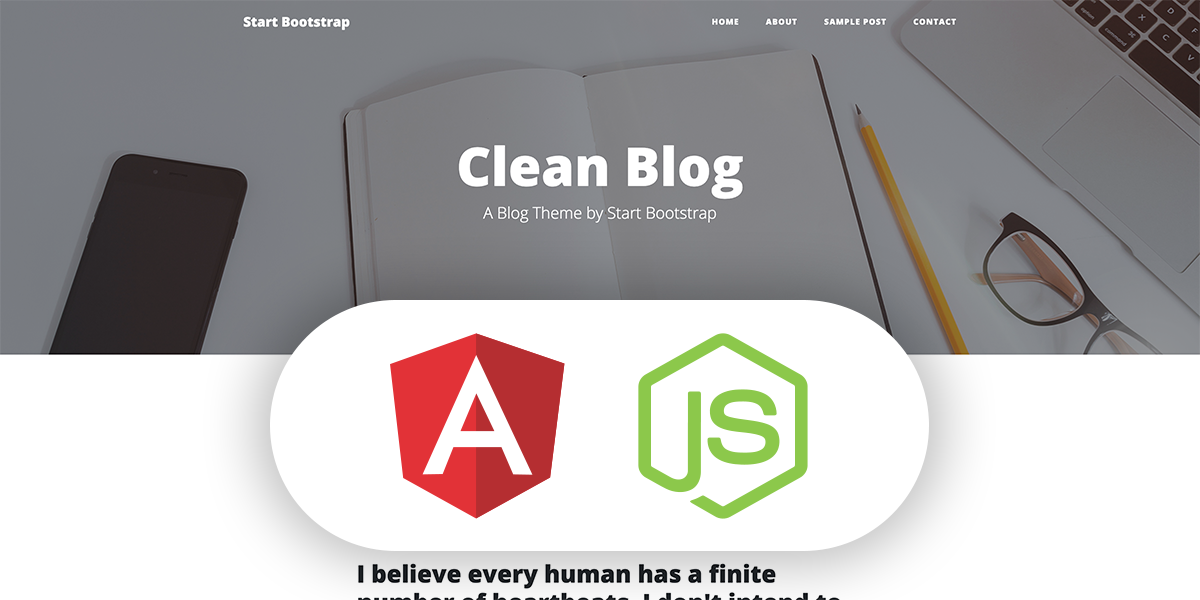 Start Bootstrap
HOME
ABOUT
SAMPLE POST
CONTACT
Clean Blog
A Blog Theme by Start Bootstrap
A
JS
I believe every human has a finite
number of heartbeats. I don't intend to